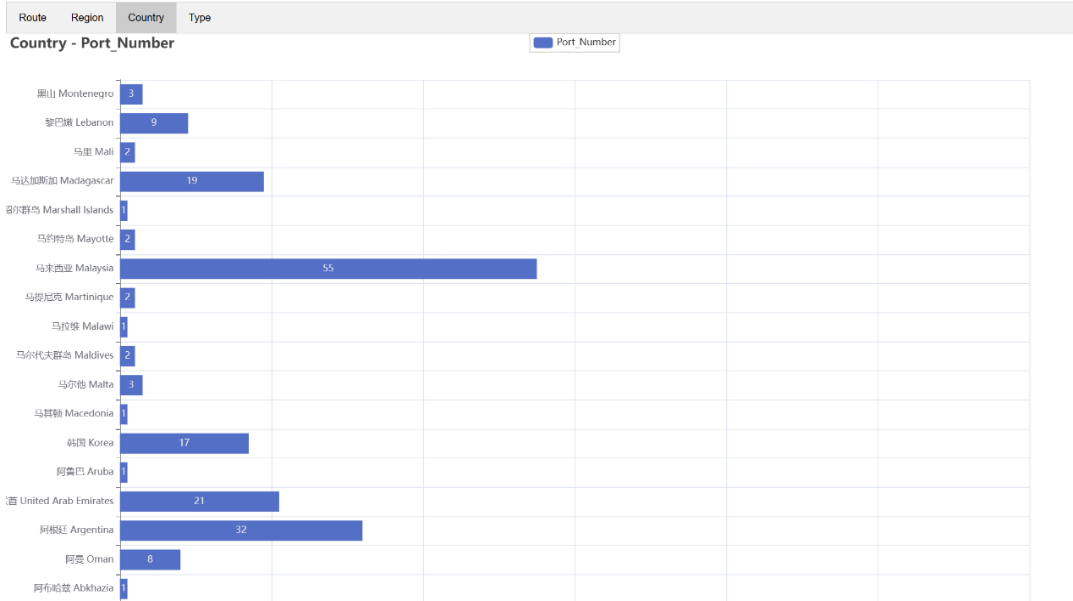 Route Region Country Type
Country - Port_Number
Port_Number
黑山 Montenegro 3
黎巴嫩 Lebanon 9
马里 Mali 2
马达加斯加 Madagascar 19
尔群岛 Marshall Islands 1
马约特岛 Mayotte 2
马来西亚 Malaysia 55
马提尼克 Martinique 2
马拉维 Malawi 1
马尔代夫群岛 Maldives 2
马尔他 Malta 3
马其顿 Macedonia 1
韩国 Korea 17
阿鲁巴 Aruba 1
酋 United Arab Emirates 21
阿根廷 Argentina 32
阿曼 Oman 8
阿布哈兹 Abkhazia 1